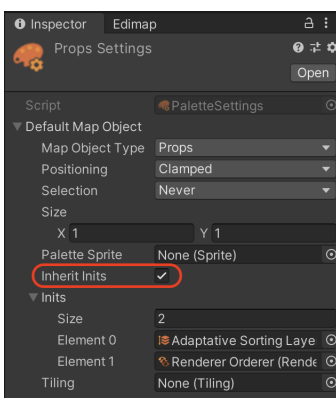 Inspector Edimap
Props Settings
Open
Script PaletteSettings
Default Map Object
Map Object Type Props
Positioning Clamped
Selection Never
Size
X 1 Y 1
Palette Sprite None (Sprite)
Inherit Inits
Inits
Size 2
Element 0 Adaptative Sorting Laye
Element 1 Renderer Orderer (Rende
Tiling None (Tiling)